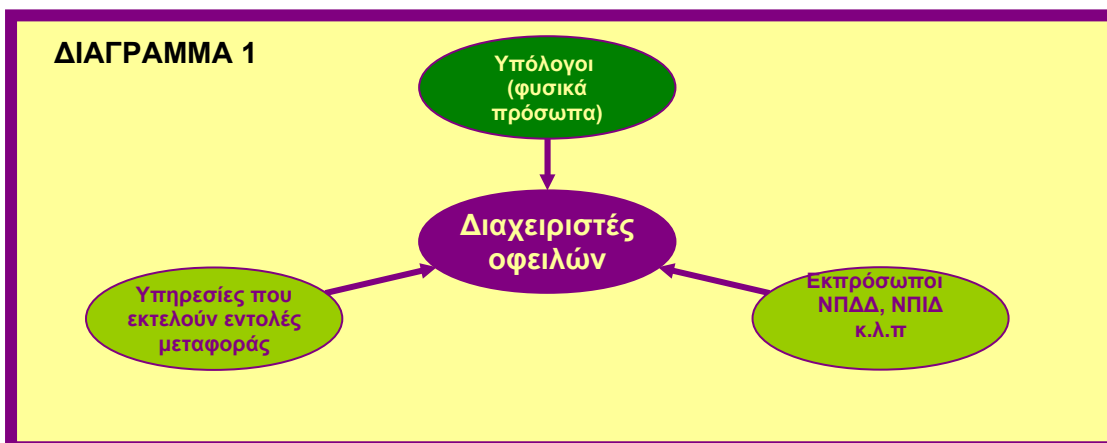 ΔΙΑΓΡΑΜΜΑ 1
Υπόλογοι
(φυσικά
πρόσωπα)
Διαχειριστές
οφειλών
Υπηρεσίες που
εκτελούν εντολές
μεταφοράς
Εκπρόσωποι
ΝΠΔΔ, ΝΠΙΔ
κ.λ.π